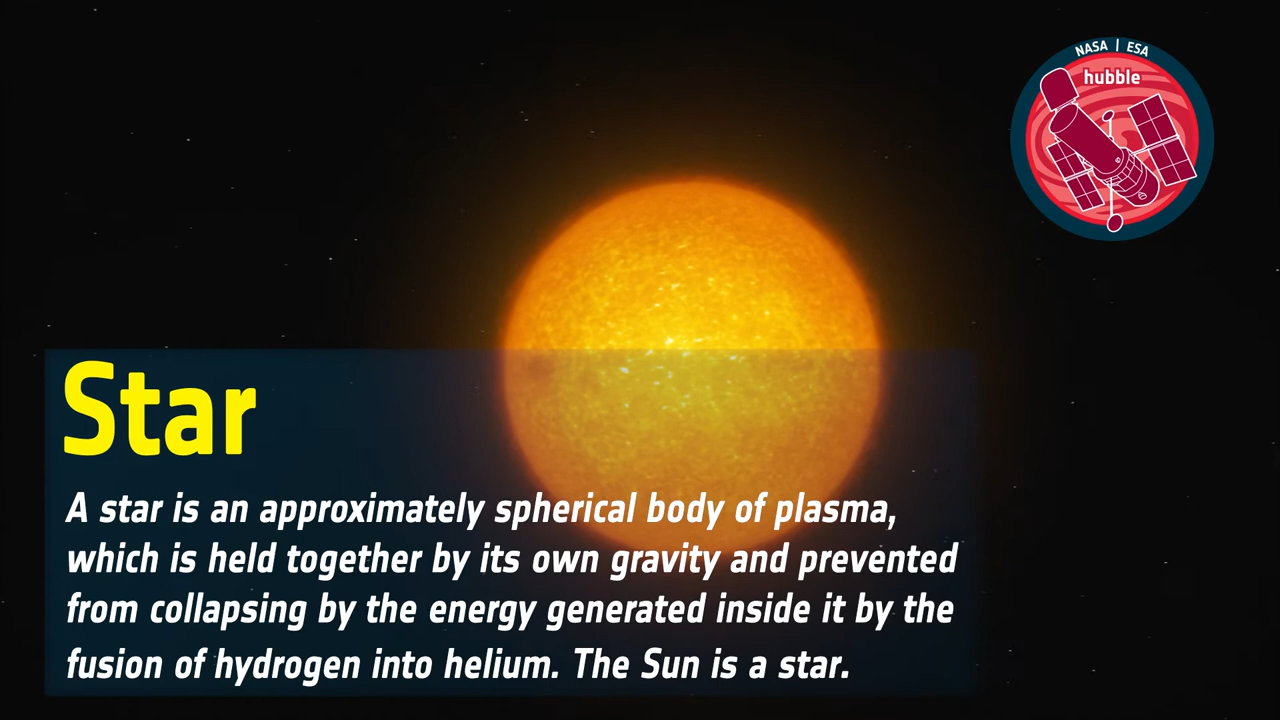 NASA | ESA
hubble
Star
A star is an approximately spherical body of plasma,
which is held together by its own gravity and prevented
from collapsing by the energy generated inside it by the
fusion of hydrogen into helium. The Sun is a star.